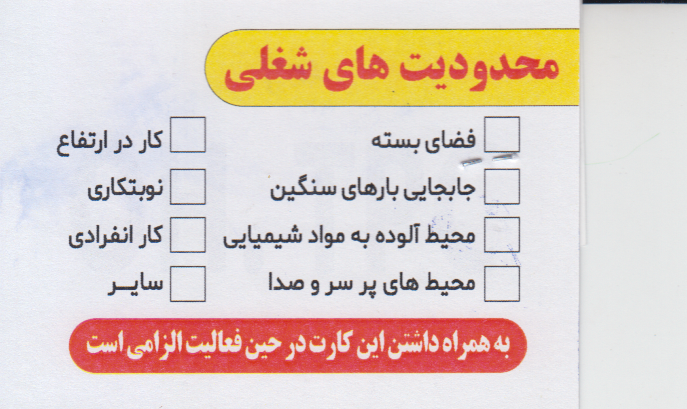 محدودیت های شغلی
فضای بسته
کار در ارتفاع
جابجایی بارهای سنگین
نوبتکاری
محیط آلوده به مواد شیمیایی
کار انفرادی
محیط های پر سر و صدا
سایـــر
به همراه داشتن این کارت در حین فعالیت الزامی است